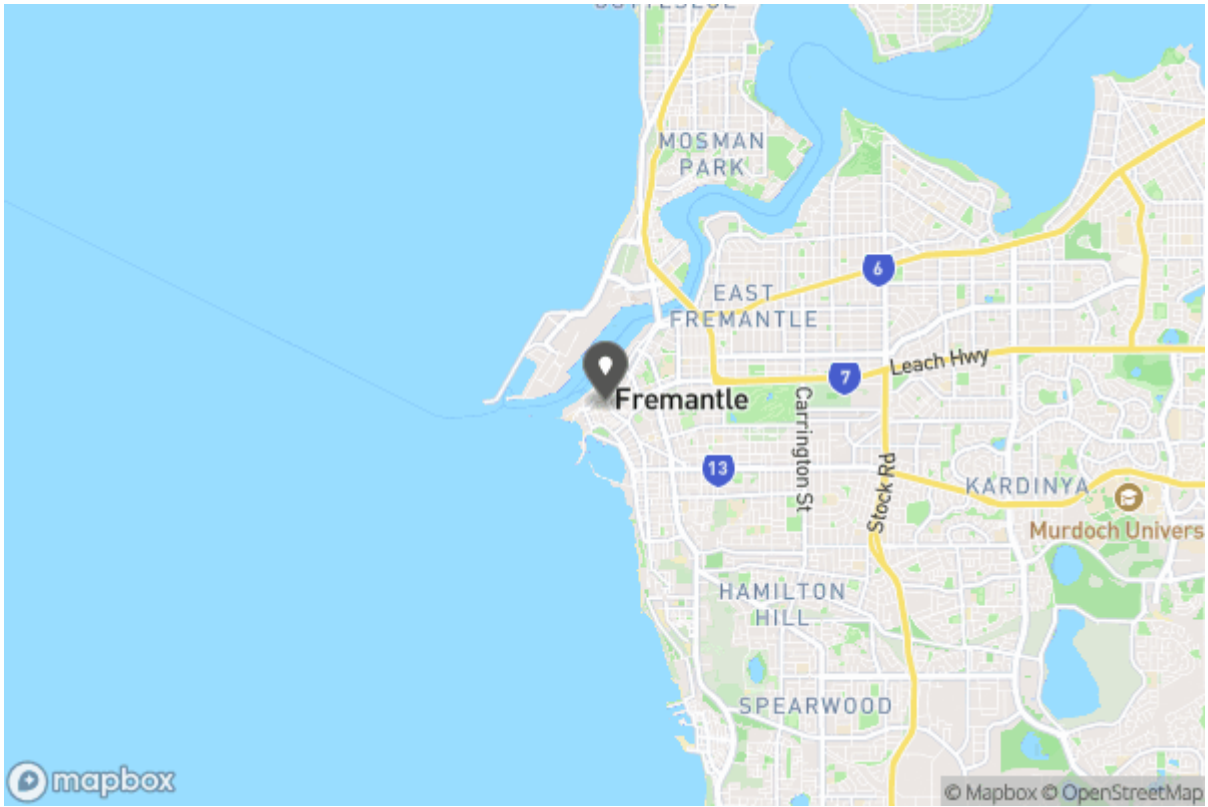 MOSMAN
PARK
6
EAST
FREMANTLE
Leach Hwy
7
Fremantle
Carrington St
13
Stock Rd
KARDINYA
Murdoch Univers
HAMILTON
HILL
SPEARWOOD
mapbox
© Mapbox © OpenStreetMap